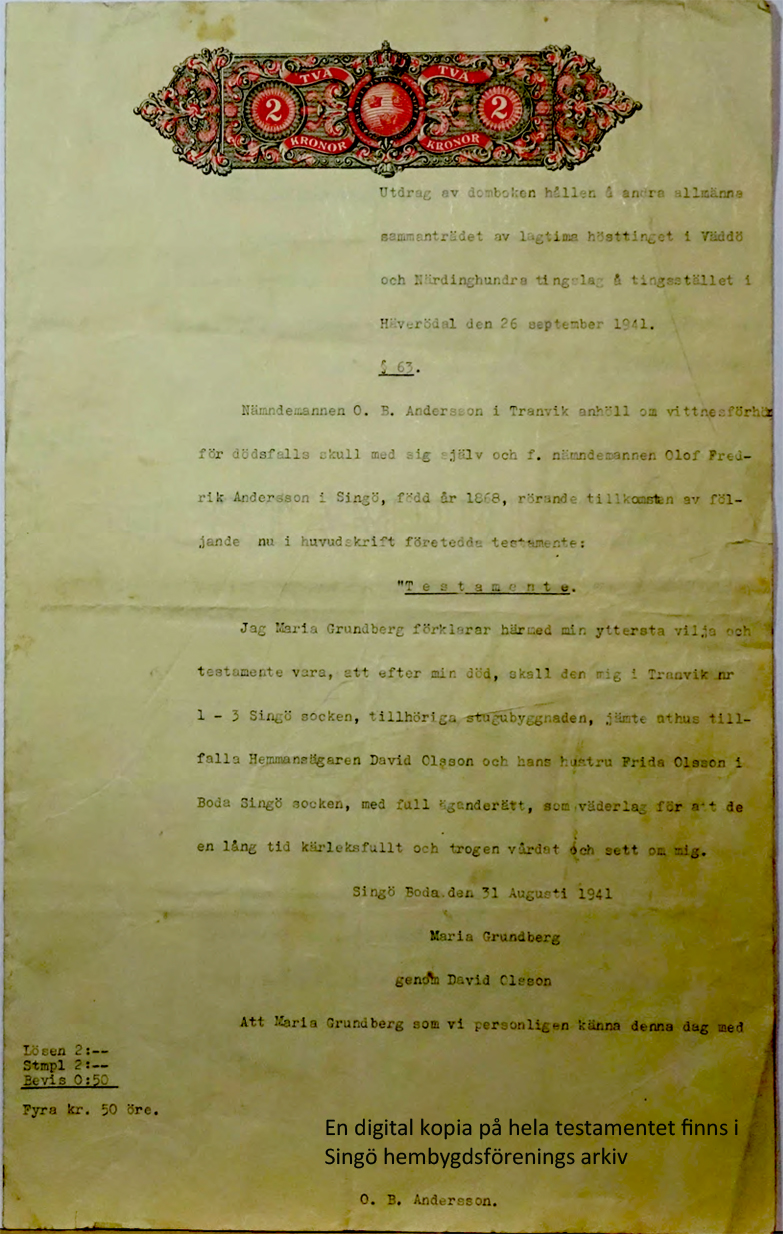 TVÅ TVÅ
2 2
KRONOR KRONOR
Utdrag av domboken hållen å andra allmänna
sammanträdet av lagtima hösttinget i Väddö
och Närdinghundra tingslag å tingsstället i
Häverödal den 26 september 1941.
§ 63.
Nämndemannen O. B. Andersson i Tranvik anhöll om vittnesförhör
för dödsfalls skull med sig själv och f. nämndemannen Olof Fred-
rik Andersson i Singö, född år 1868, rörande tillkomsten av föl-
jande nu i huvudskrift företedda testamente:
"T e s t a m e n t e.
Jag Maria Grundberg förklarar härmed min yttersta vilja och
testamente vara, att efter min död, skall den mig i Tranvik nr
1 - 3 Singö socken, tillhöriga stugubyggnaden, jämte uthus till-
falla Hemmansägaren David Olsson och hans hustru Frida Olsson i
Boda Singö socken, med full äganderätt, som väderlag för att de
en lång tid kärleksfullt och trogen vårdat och sett om mig.
Singö Boda den 31 Augusti 1941
Maria Grundberg
genom David Olsson
Att Maria Grundberg som vi personligen känna denna dag med
Lösen 2:--
Stmpl 2:--
Bevis 0:50
Fyra kr. 50 öre.
En digital kopia på hela testamentet finns i
Singö hembygdsförenings arkiv
O. B. Andersson.